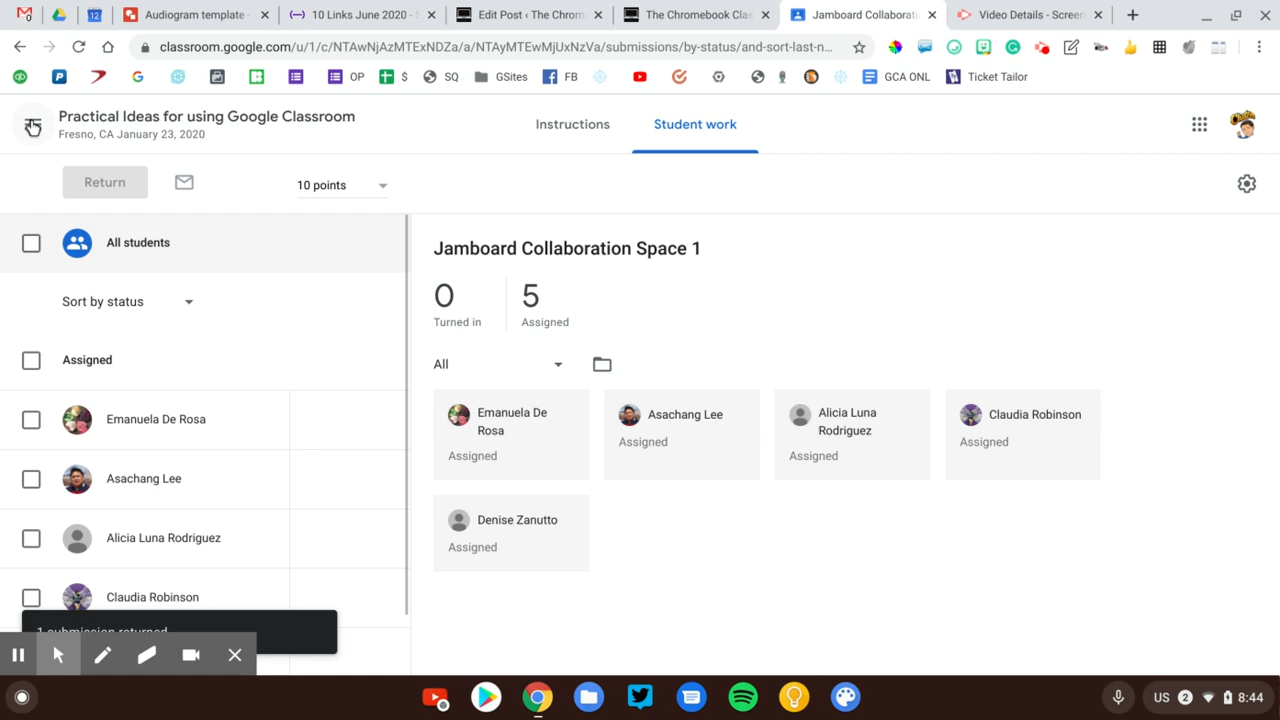 Audiogram template -
10 Links June 2020 - S
Edit Post ‹ The Chrom
The Chromebook Clas
Jamboard Collaborati
Video Details - Screen
classroom.google.com/u/1/c/NTAwNjAzMTExNDZa/a/NTAyMTEwMjUxNzVa/submissions/by-status/and-sort-last-n...
OP
$
SQ
GSites
FB
GCA ONL
Ticket Tailor
Practical Ideas for using Google Classroom
Fresno, CA January 23, 2020
Instructions
Student work
Return
10 points
All students
Sort by status
Assigned
Emanuela De Rosa
Asachang Lee
Alicia Luna Rodriguez
Claudia Robinson
1 submission returned
Jamboard Collaboration Space 1
0
Turned in
5
Assigned
All
Emanuela De
Rosa
Assigned
Asachang Lee
Assigned
Alicia Luna
Rodriguez
Assigned
Claudia Robinson
Assigned
Denise Zanutto
Assigned
US
2
8:44